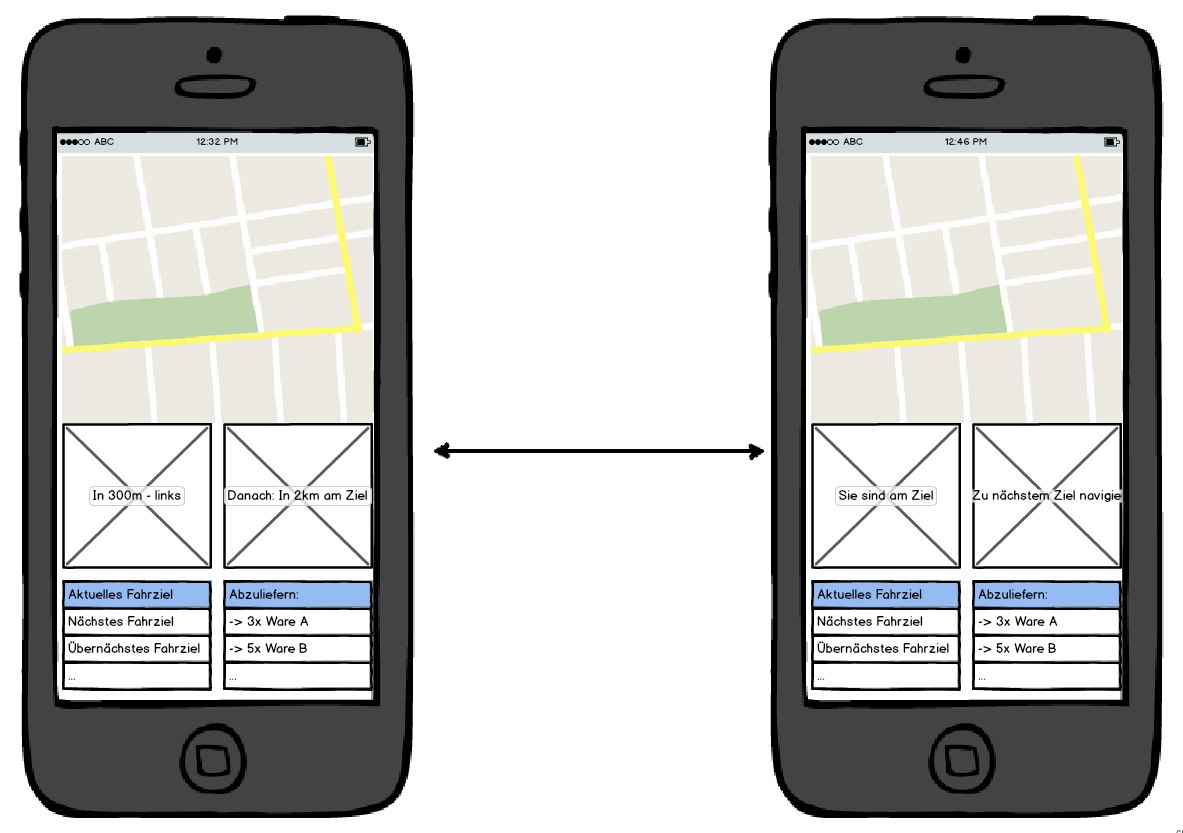 ABC 12:32 PM
In 300m - links
Danach: In 2km am Ziel
Aktuelles Fahrziel
Nächstes Fahrziel
Übernächstes Fahrziel
...
Abzuliefern:
-> 3x Ware A
-> 5x Ware B
...
ABC 12:46 PM
Sie sind am Ziel
Zu nächstem Ziel navigie
Aktuelles Fahrziel
Nächstes Fahrziel
Übernächstes Fahrziel
...
Abzuliefern:
-> 3x Ware A
-> 5x Ware B
...